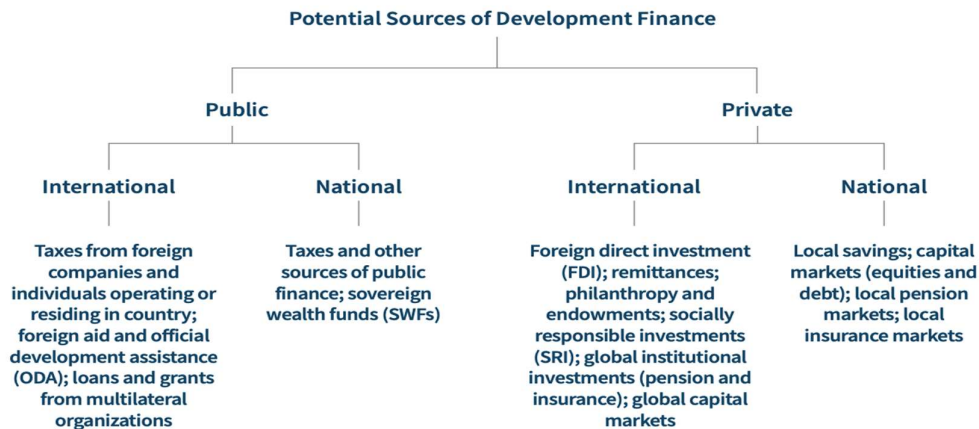 Potential Sources of Development Finance
Public
Private
International
National
International
National
Taxes from foreign
companies and
individuals operating or
residing in country;
foreign aid and official
development assistance
(ODA); loans and grants
from multilateral
organizations
Taxes and other
sources of public
finance; sovereign
wealth funds (SWFs)
Foreign direct investment
(FDI); remittances;
philanthropy and
endowments; socially
responsible investments
(SRI); global institutional
investments (pension and
insurance); global capital
markets
Local savings; capital
markets (equities and
debt); local pension
markets; local
insurance markets